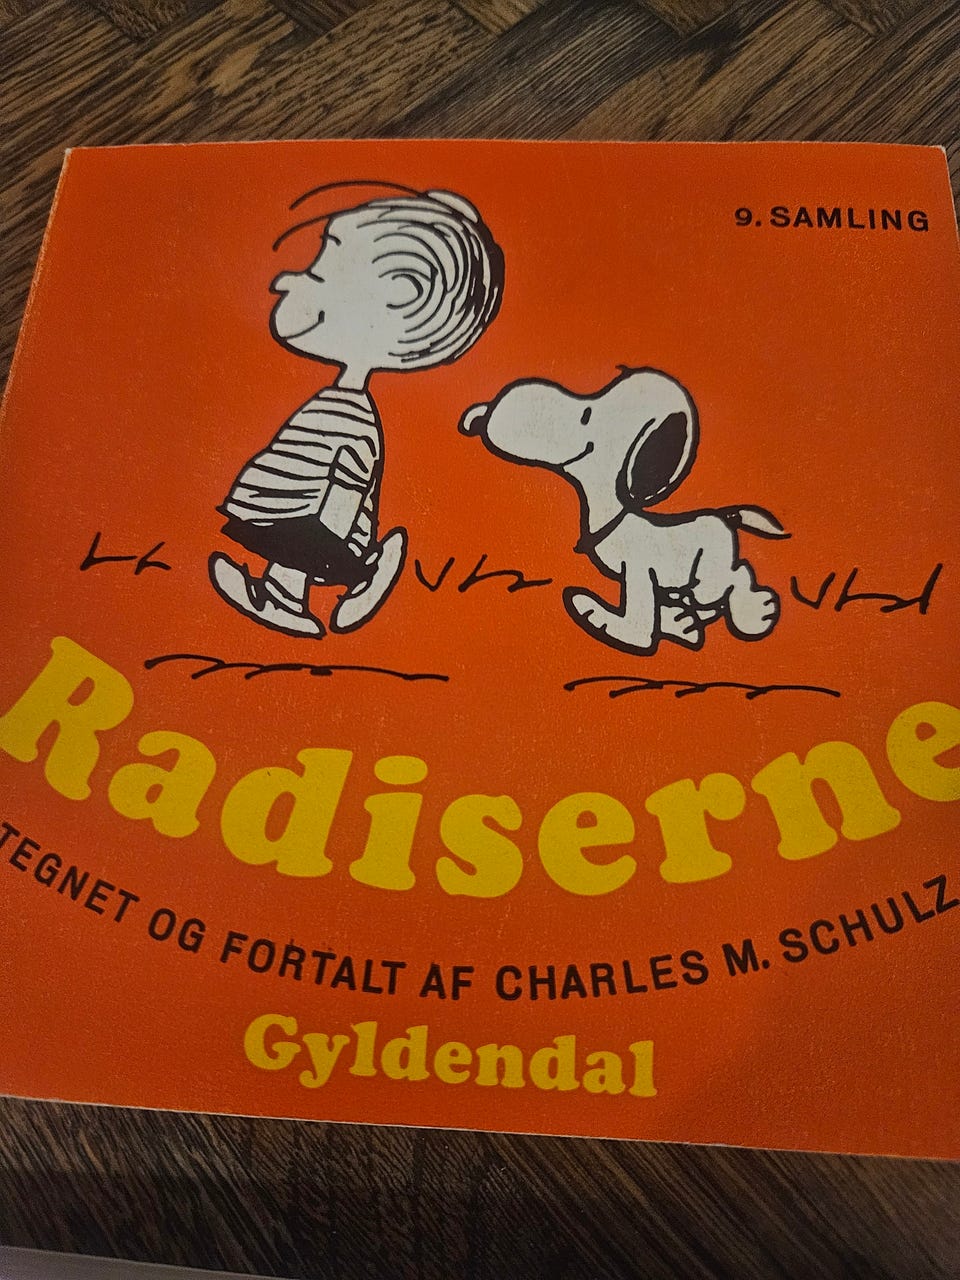 9. SAMLING
Radiserne
TEGNET OG FORTALT AF CHARLES M. SCHULZ
Gyldendal